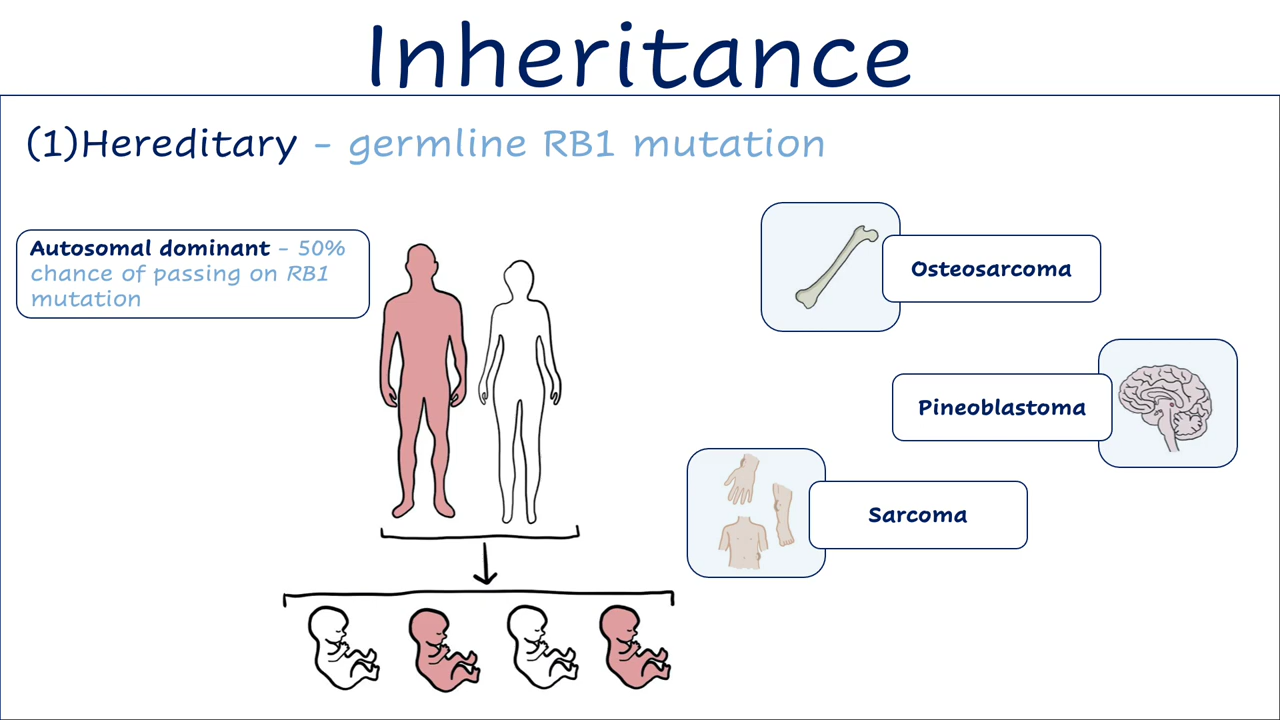 Inheritance
(1)Hereditary - germline RB1 mutation
Autosomal dominant - 50%
chance of passing on RB1
mutation
Osteosarcoma
Pineoblastoma
Sarcoma